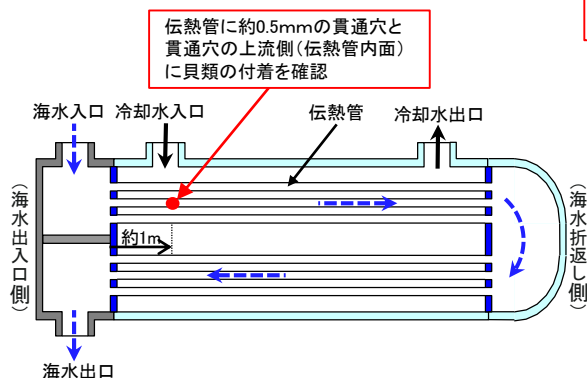 伝熱管に約0.5mmの貫通穴と
貫通穴の上流側(伝熱管内面)
に貝類の付着を確認
海水入口
冷却水入口
伝熱管
冷却水出口
(海水出入口側)
約1m
(海水折返し側)
海水出口